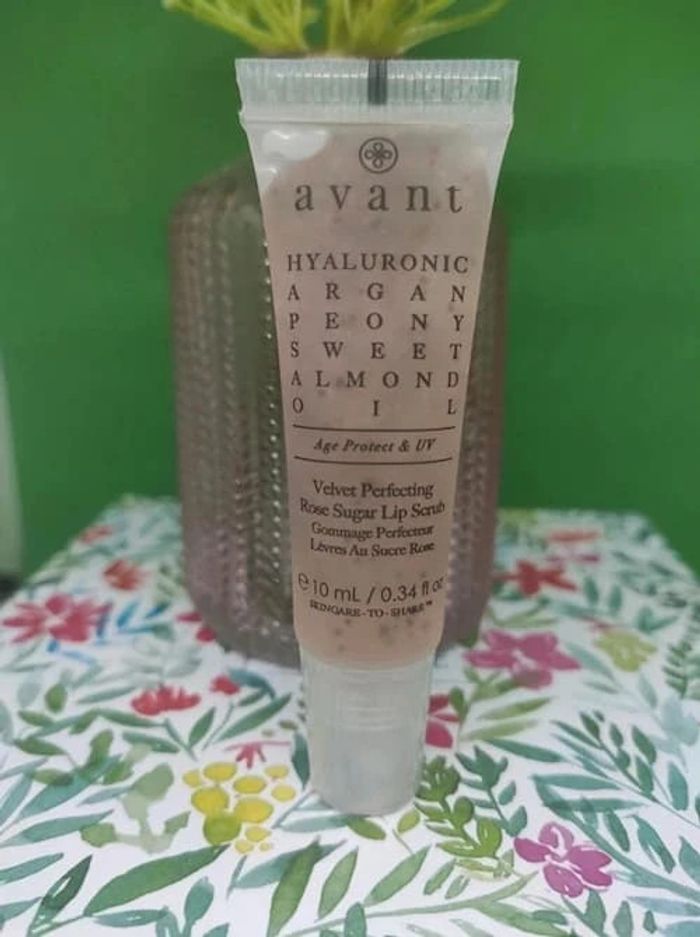 avant
HYALURONIC
ARGAN
PEONY
SWEET
ALMOND
OIL
Age Protect & UV
Velvet Perfecting
Rose Sugar Lip Scrub
Gommage Perfecteur
Lèvres Au Sucre Rose
℮10 mL / 0.34 fl oz
SKINCARE-TO-SHARE™